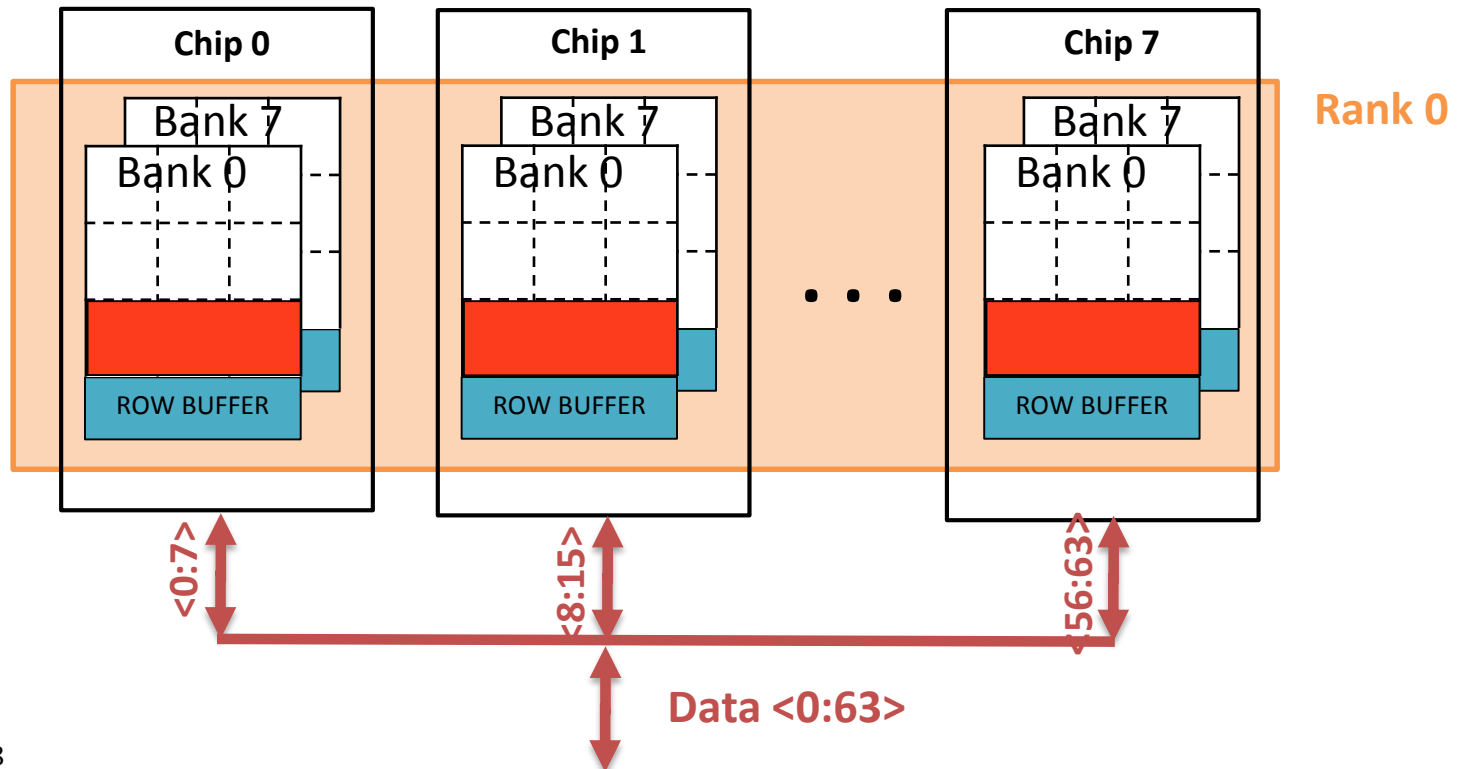 Chip 0
Chip 1
Chip 7
Rank 0
Bank 7
Bank 7
Bank 7
Bank 0
Bank 0
Bank 0
. . .
ROW BUFFER
ROW BUFFER
ROW BUFFER
<0:7>
<8:15>
<56:63>
Data <0:63>